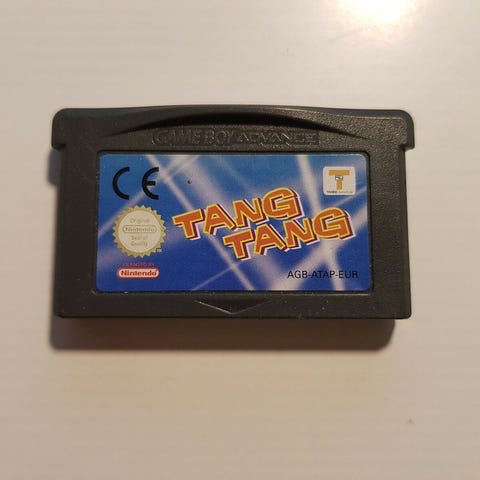 GAME BOY ADVANCE
CE
T
Original
Nintendo
Seal of
Quality
TANG
TANG
Nintendo
AGB-ATAP-EUR